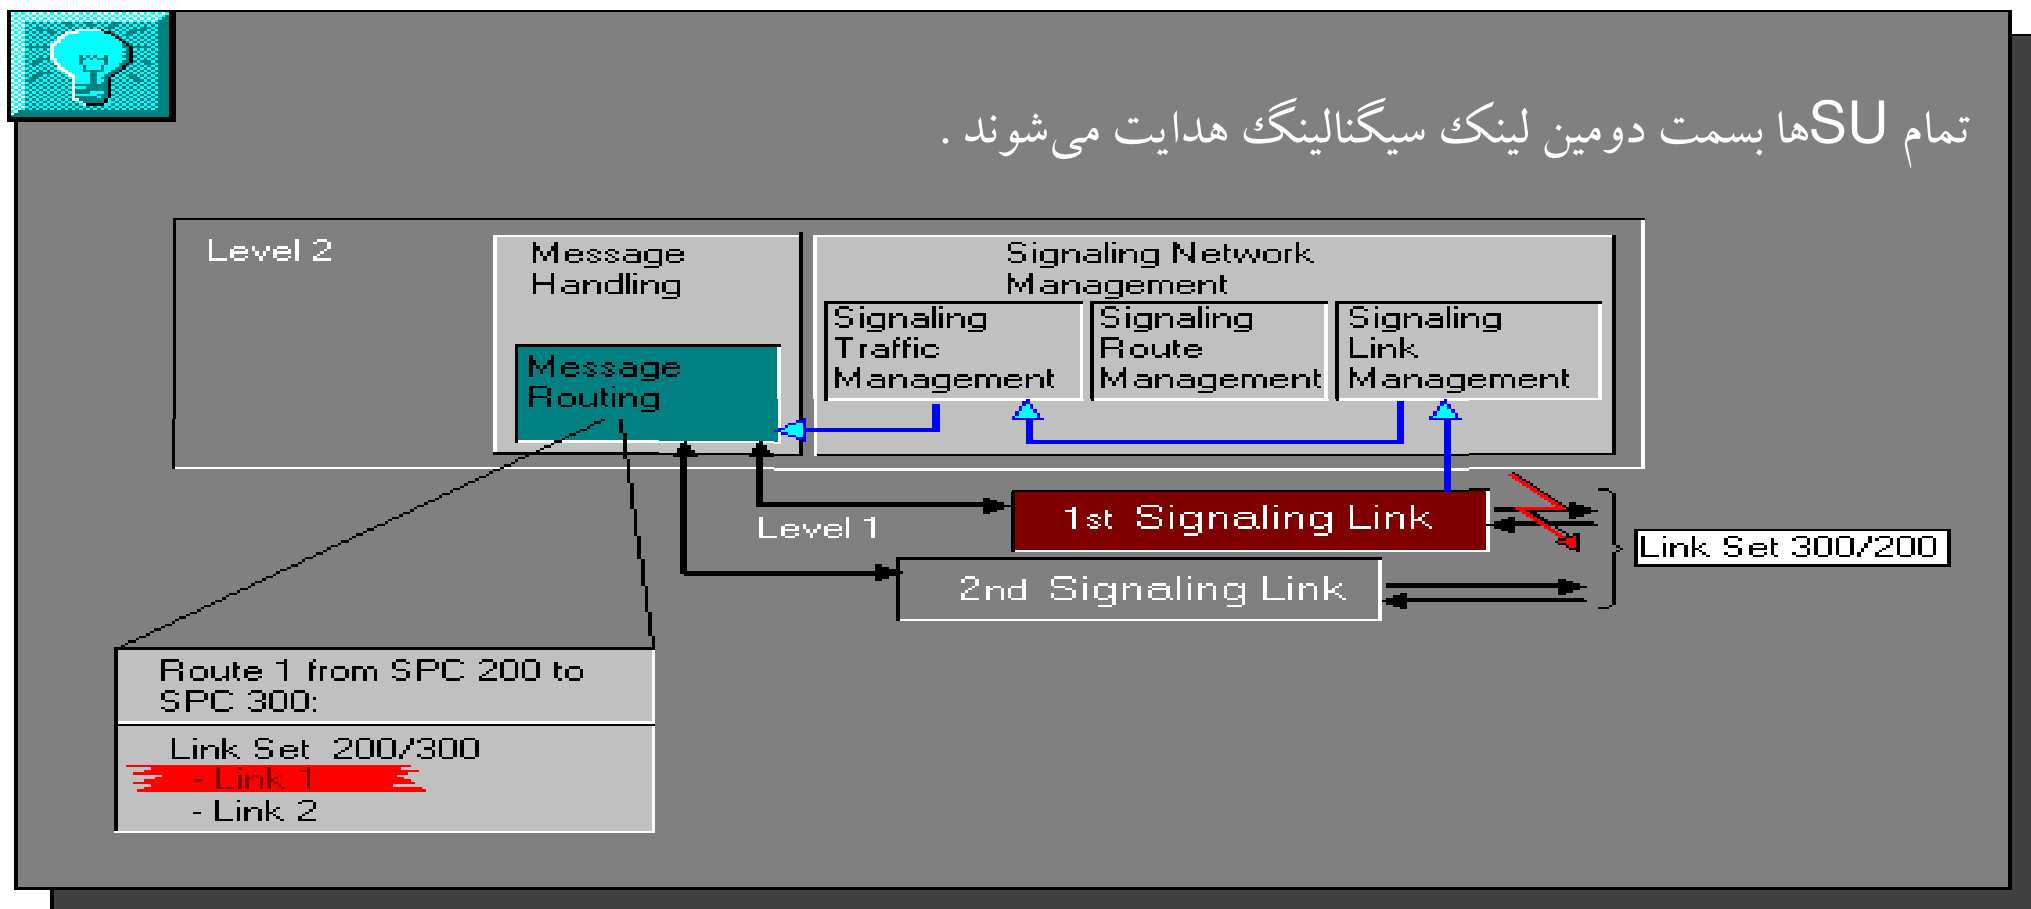 تمام SUها بسمت دومین لینک سیگنالینگ هدایت می‌شوند .
Level 2
Message
Handling
Message
Routing
Signaling Network
Management
Signaling
Traffic
Management
Signaling
Route
Management
Signaling
Link
Management
Level 1
1st Signaling Link
2nd Signaling Link
Link Set 300/200
Route 1 from SPC 200 to
SPC 300:
Link Set 200/300
- Link 1
- Link 2